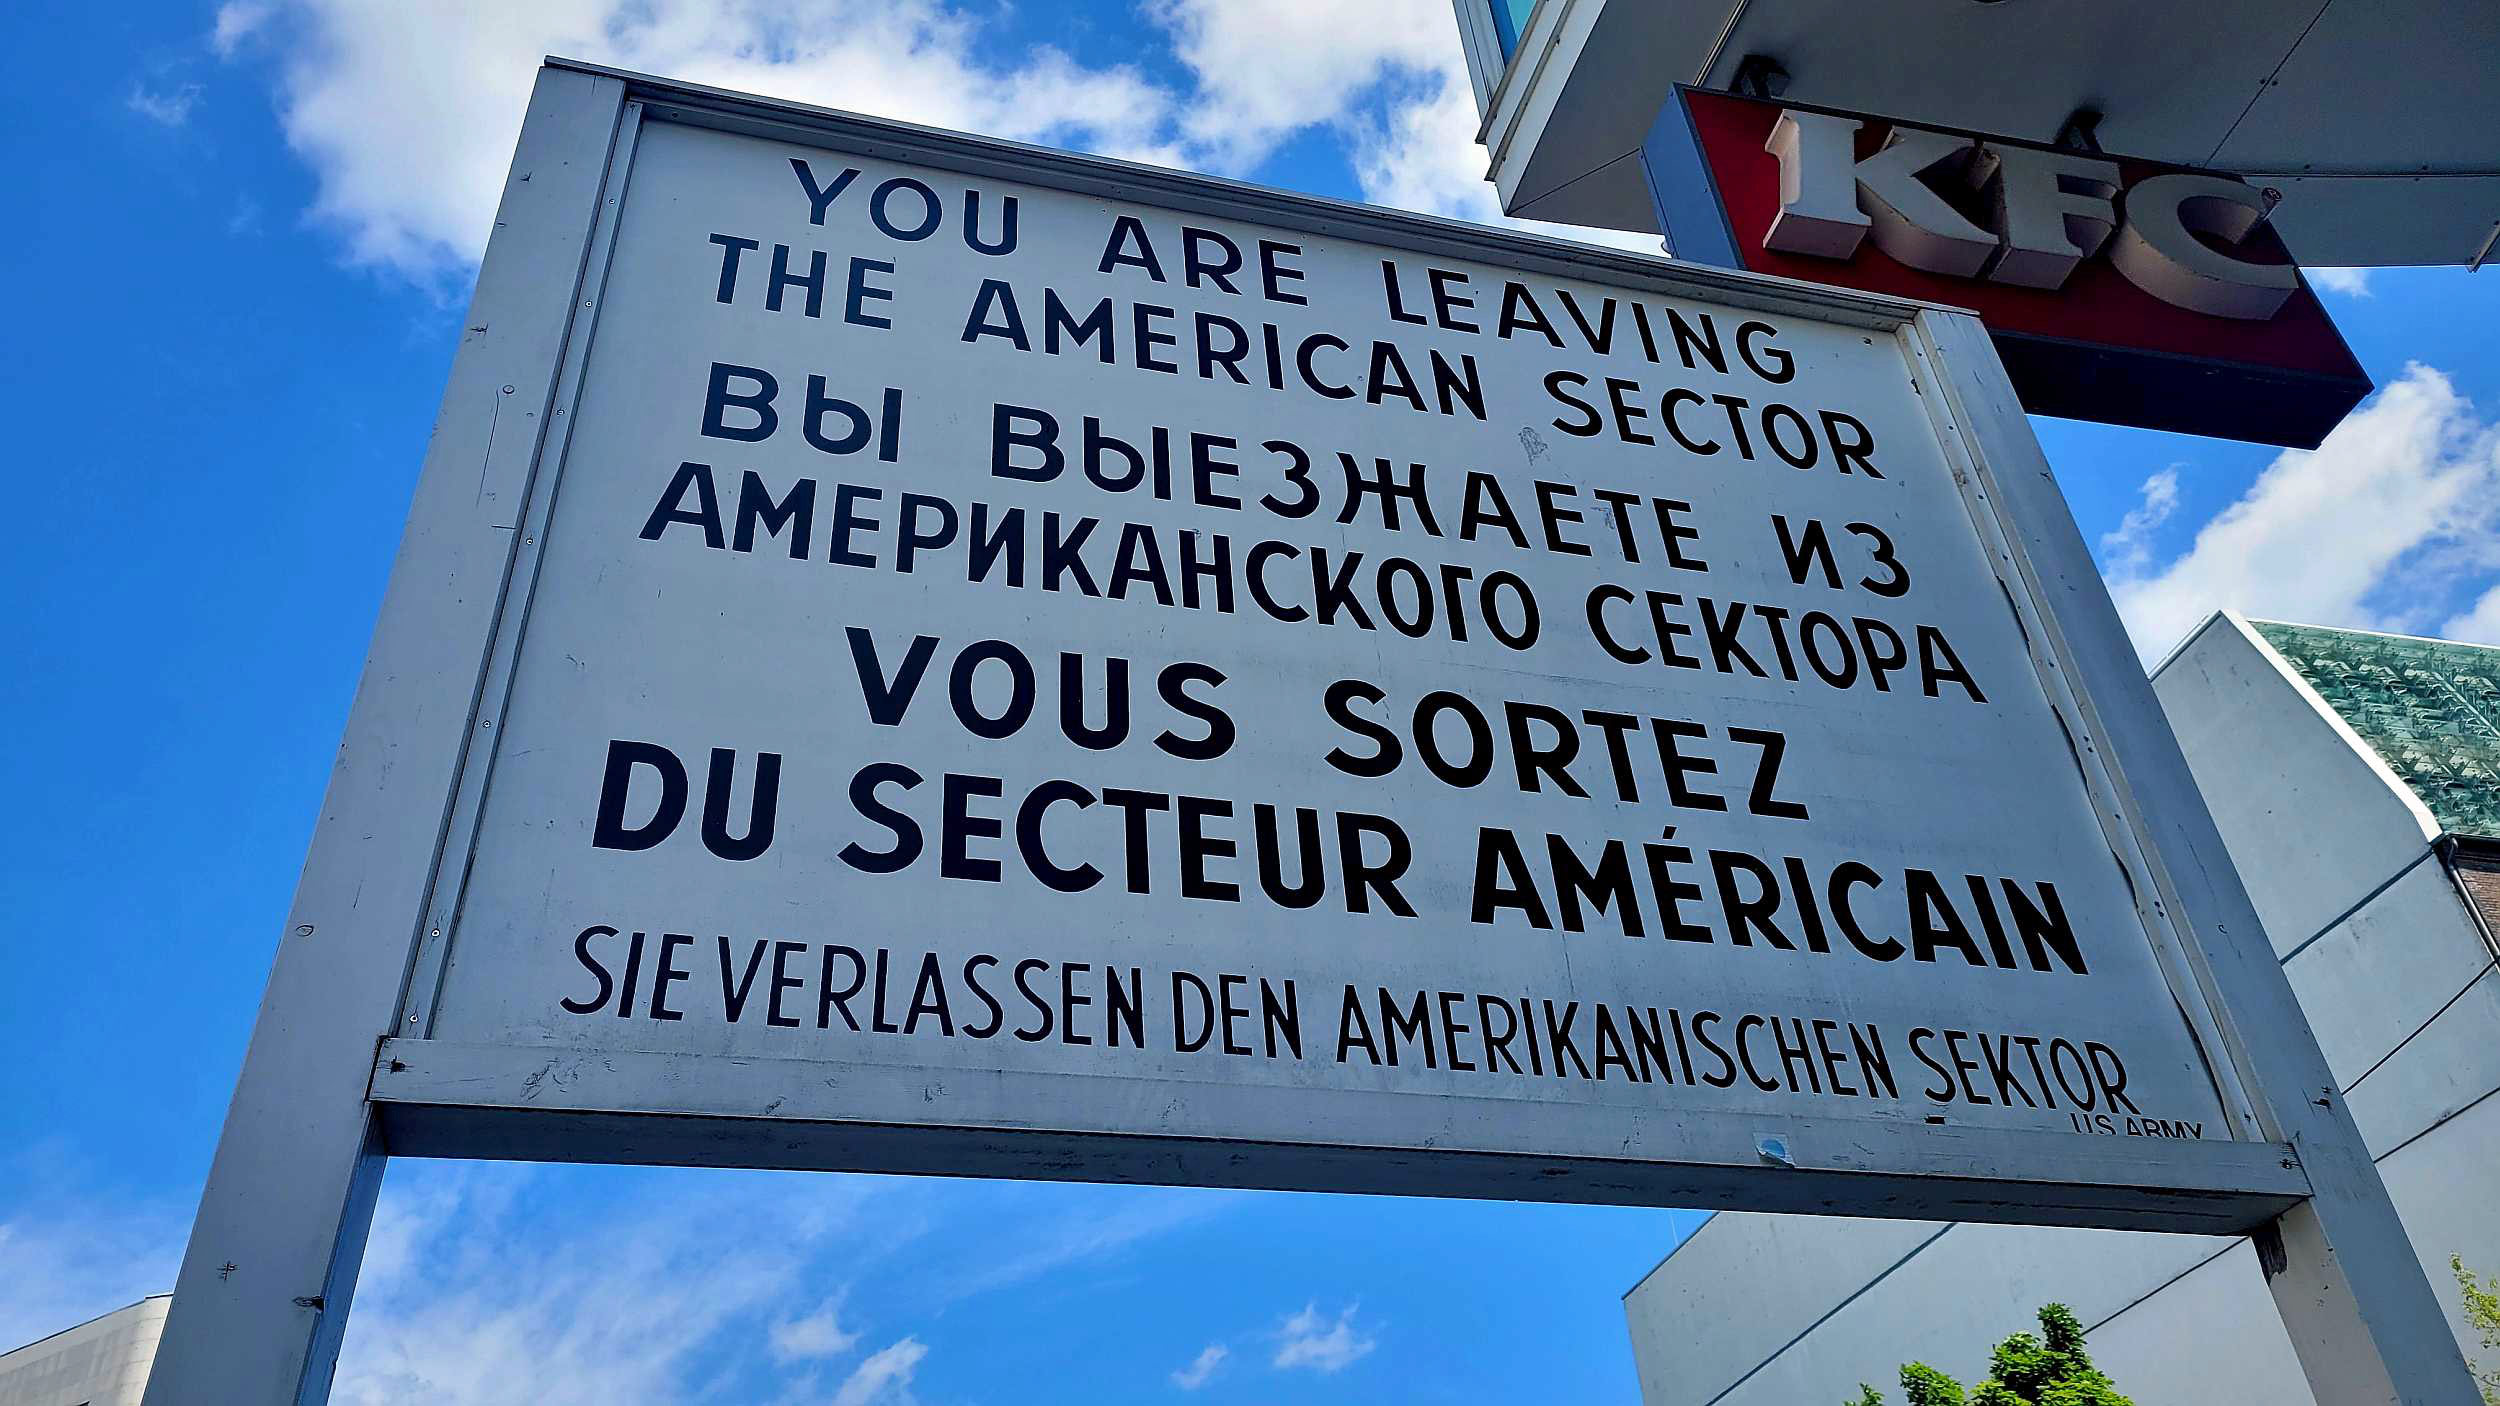 YOU ARE LEAVING
THE AMERICAN SECTOR
ВЫ ВЫЕЗЖАЕТЕ ИЗ
АМЕРИКАНСКОГО СЕКТОРА
VOUS SORTEZ
DU SECTEUR AMÉRICAIN
SIE VERLASSEN DEN AMERIKANISCHEN SEKTOR
US ARMY
KFC